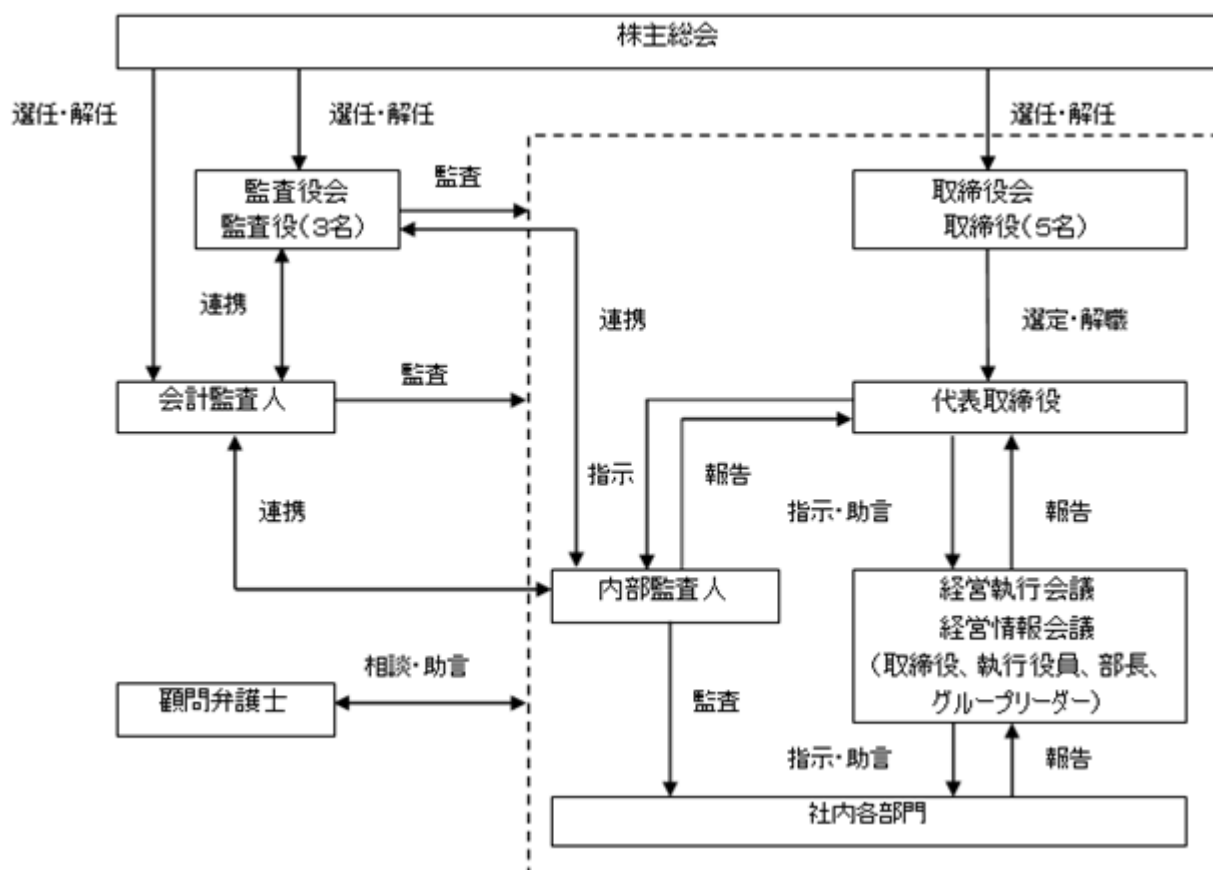 株主総会
選任・解任
選任・解任
選任・解任
監査役会
監査役(3名)
監査
取締役会
取締役(5名)
連携
連携
選定・解職
会計監査人
監査
代表取締役
連携
指示
報告
指示・助言
報告
内部監査人
経営執行会議
経営情報会議
(取締役、執行役員、部長、
グループリーダー)
相談・助言
顧問弁護士
監査
指示・助言
報告
社内各部門